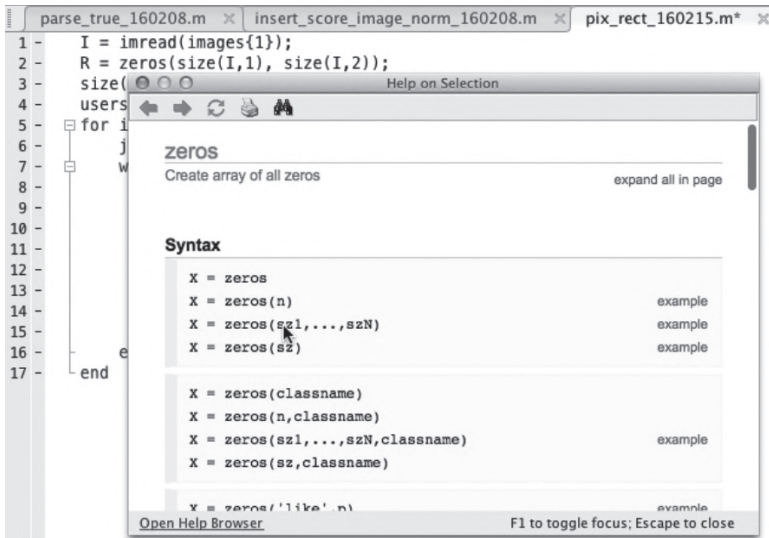 parse_true_160208.m insert_score_image_norm_160208.m pix_rect_160215.m*
1 - I = imread(images{1});
2 - R = zeros(size(I,1), size(I,2));
3 - size(
4 - users
5 - for i
6 - j
7 - w
8 -
9 -
10 -
11 -
12 -
13 -
14 -
15 -
16 - e
17 - end
Help on Selection
zeros
Create array of all zeros expand all in page
Syntax
X = zeros
X = zeros(n) example
X = zeros(sz1,...,szN) example
X = zeros(sz) example
X = zeros(classname)
X = zeros(n,classname)
X = zeros(sz1,...,szN,classname) example
X = zeros(sz,classname)
X = zeros('like',p) example
Open Help Browser F1 to toggle focus; Escape to close